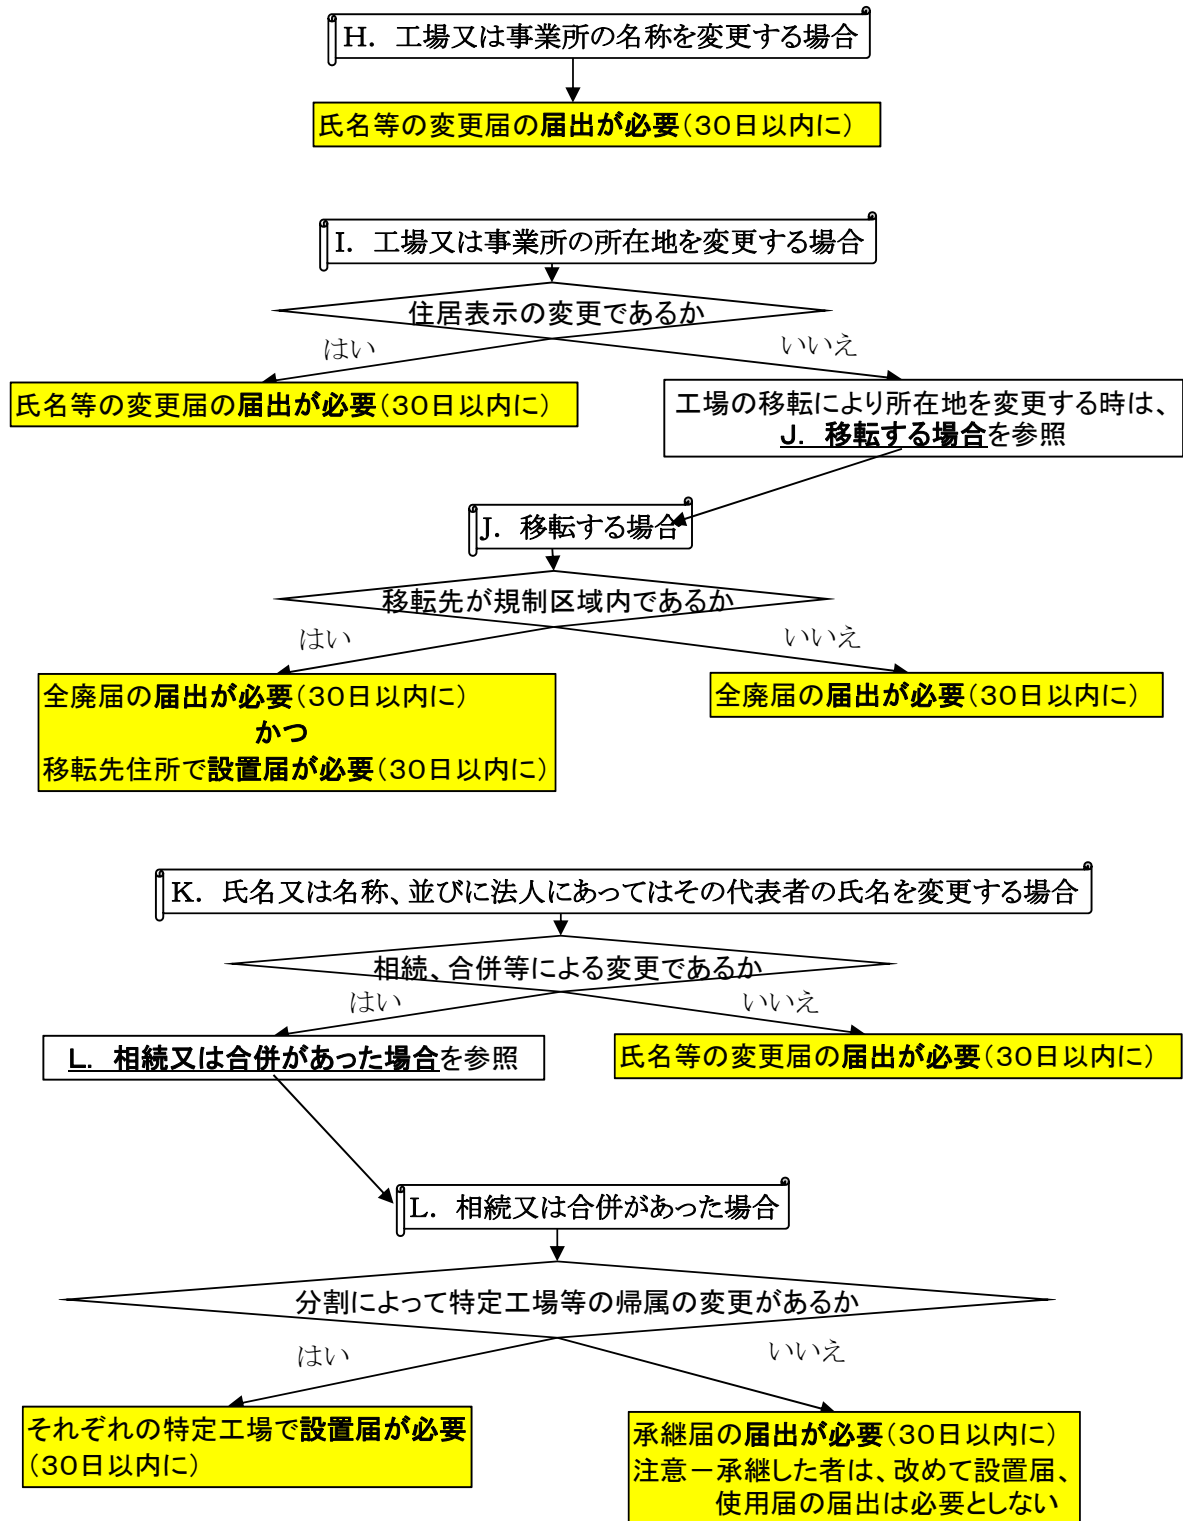 H. 工場又は事業所の名称を変更する場合
氏名等の変更届の届出が必要(30日以内に)
I. 工場又は事業所の所在地を変更する場合
住居表示の変更であるか
はい
いいえ
氏名等の変更届の届出が必要(30日以内に)
工場の移転により所在地を変更する時は、
J. 移転する場合を参照
J. 移転する場合
移転先が規制区域内であるか
はい
いいえ
全廃届の届出が必要(30日以内に)
かつ
移転先住所で設置届が必要(30日以内に)
全廃届の届出が必要(30日以内に)
K. 氏名又は名称、並びに法人にあってはその代表者の氏名を変更する場合
相続、合併等による変更であるか
はい
いいえ
L. 相続又は合併があった場合を参照
氏名等の変更届の届出が必要(30日以内に)
L. 相続又は合併があった場合
分割によって特定工場等の帰属の変更があるか
はい
いいえ
それぞれの特定工場で設置届が必要
(30日以内に)
承継届の届出が必要(30日以内に)
注意－承継した者は、改めて設置届、
使用届の届出は必要としない